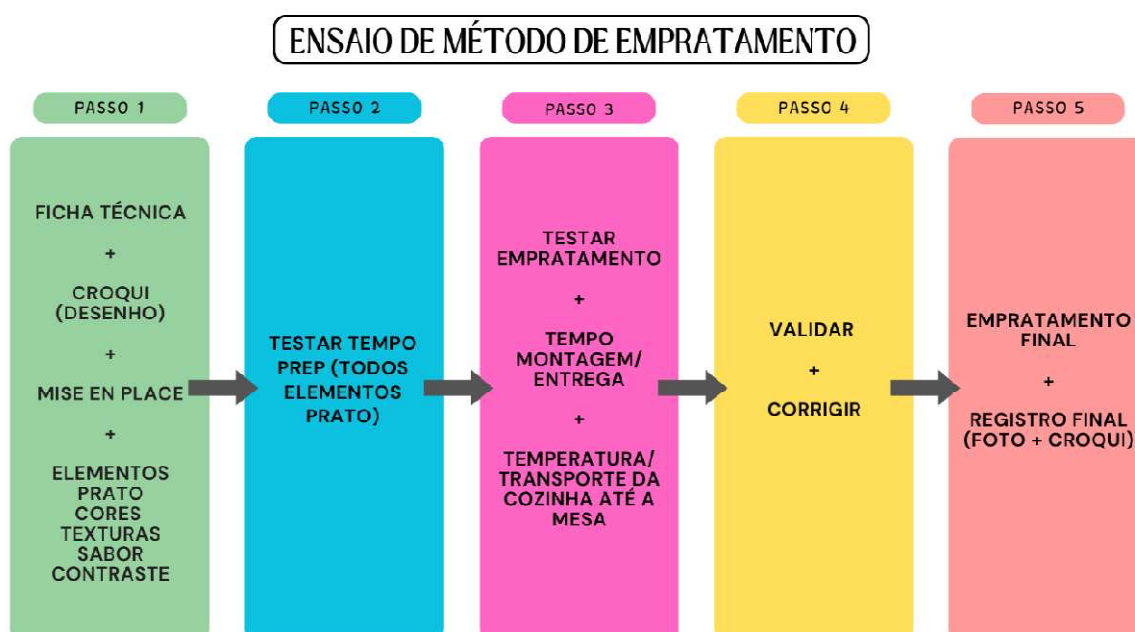 ENSAIO DE MÉTODO DE EMPRATAMENTO
PASSO 1
FICHA TÉCNICA
+
CROQUI
(DESENHO)
+
MISE EN PLACE
+
ELEMENTOS
PRATO
CORES
TEXTURAS
SABOR
CONTRASTE
PASSO 2
TESTAR TEMPO
PREP (TODOS
ELEMENTOS
PRATO)
PASSO 3
TESTAR
EMPRATAMENTO
+
TEMPO
MONTAGEM/
ENTREGA
+
TEMPERATURA/
TRANSPORTE DA
COZINHA ATÉ A
MESA
PASSO 4
VALIDAR
+
CORRIGIR
PASSO 5
EMPRATAMENTO
FINAL
+
REGISTRO FINAL
(FOTO + CROQUI)